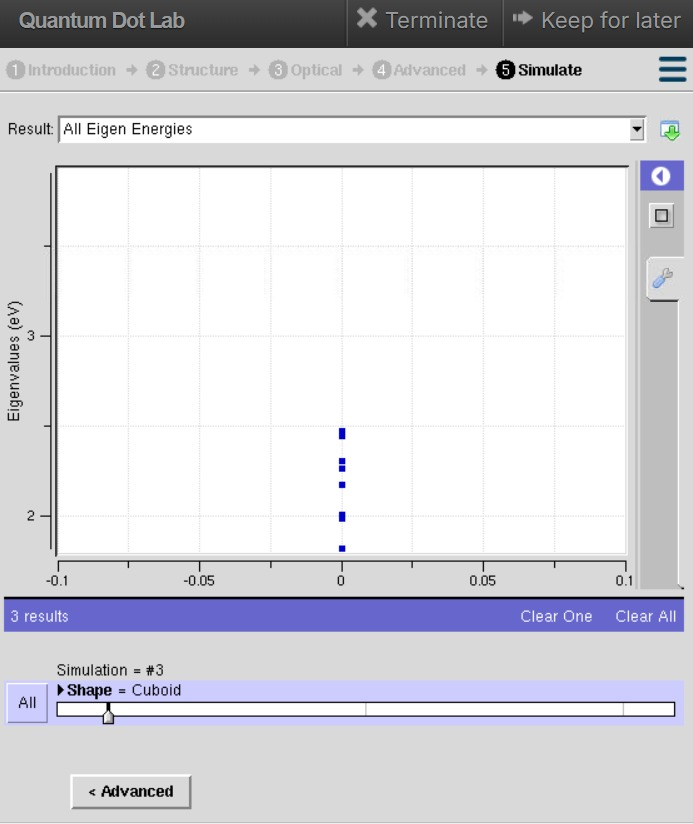 Quantum Dot Lab
Terminate
Keep for later
1 Introduction
2 Structure
3 Optical
4 Advanced
5 Simulate
Result: All Eigen Energies
Eigenvalues (eV)
3
2
-0.1
-0.05
0
0.05
0.1
3 results
Clear One
Clear All
Simulation = #3
All
Shape = Cuboid
< Advanced